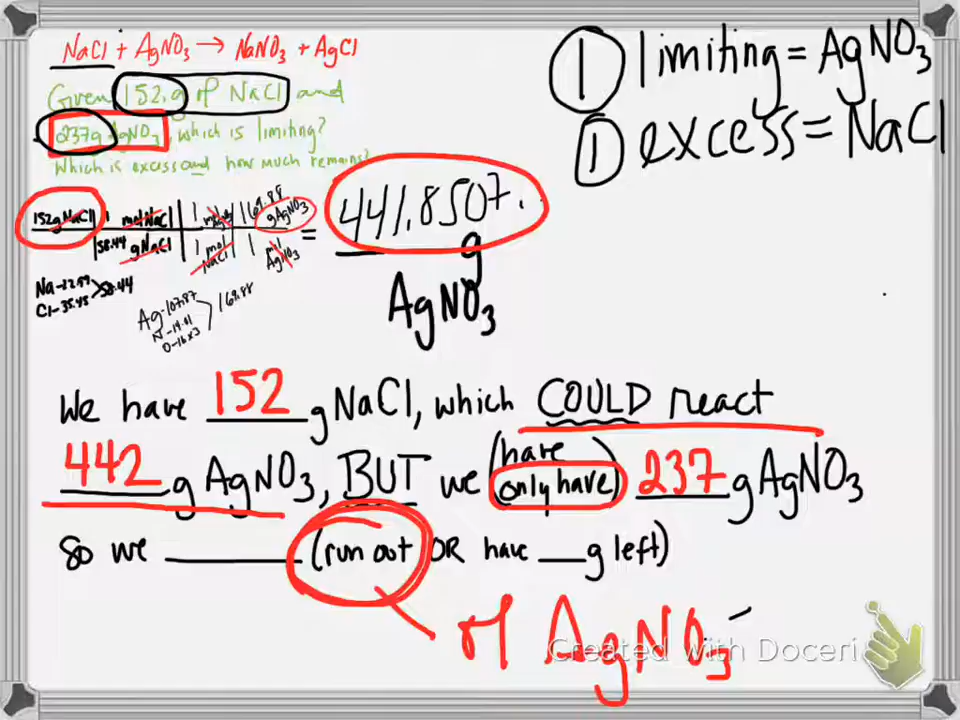 NaCl + AgNO3 → NaNO3 + AgCl
Given 152.g of NaCl and
237g AgNO3, which is limiting?
Which is excess and how much remains?
① limiting = AgNO3
① excess = NaCl
152g NaCl | 1 mol NaCl | 1 mol AgNO3 | 169.88 g AgNO3 = 441.8507. g AgNO3
58.44 g NaCl | 1 mol NaCl | 1 mol AgNO3
Na-22.99
Cl-35.45 > 58.44
Ag-107.87
N-14.01
O-16x3 > 169.88
We have 152 g NaCl, which COULD react
442 g AgNO3, BUT we (have
only have) 237 g AgNO3
So we ____ (run out OR have __g left)
of AgNO3
Created with Doceri